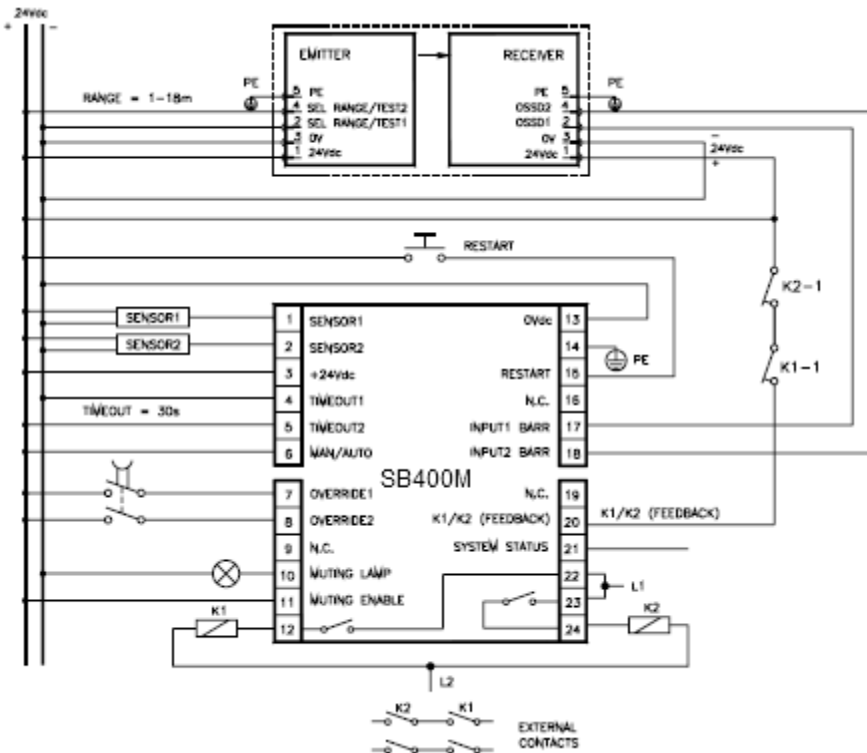 24Vdc
+ -
EMITTER
RECEIVER
RANGE = 1-18m
PE
5 PE
4 SEL RANGE/TEST2
2 SEL RANGE/TEST1
3 0V
1 24Vdc
PE 5
OSSD2 4
OSSD1 2
0V 3
24Vdc 1
PE
-
24Vdc
+
RESTART
K2-1
K1-1
SENSOR1
SENSOR2
TIMEOUT = 30s
1 SENSOR1
2 SENSOR2
3 +24Vdc
4 TIMEOUT1
5 TIMEOUT2
6 MAN/AUTO
0Vdc 13
14
PE
RESTART 15
N.C. 16
INPUT1 BARR 17
INPUT2 BARR 18
SB400M
7 OVERRIDE1
8 OVERRIDE2
9 N.C.
10 MUTING LAMP
11 MUTING ENABLE
12
N.C. 19
K1/K2 (FEEDBACK) 20
K1/K2 (FEEDBACK)
SYSTEM STATUS 21
22
23
24
L1
K1
K2
L2
K2 K1
EXTERNAL
CONTACTS